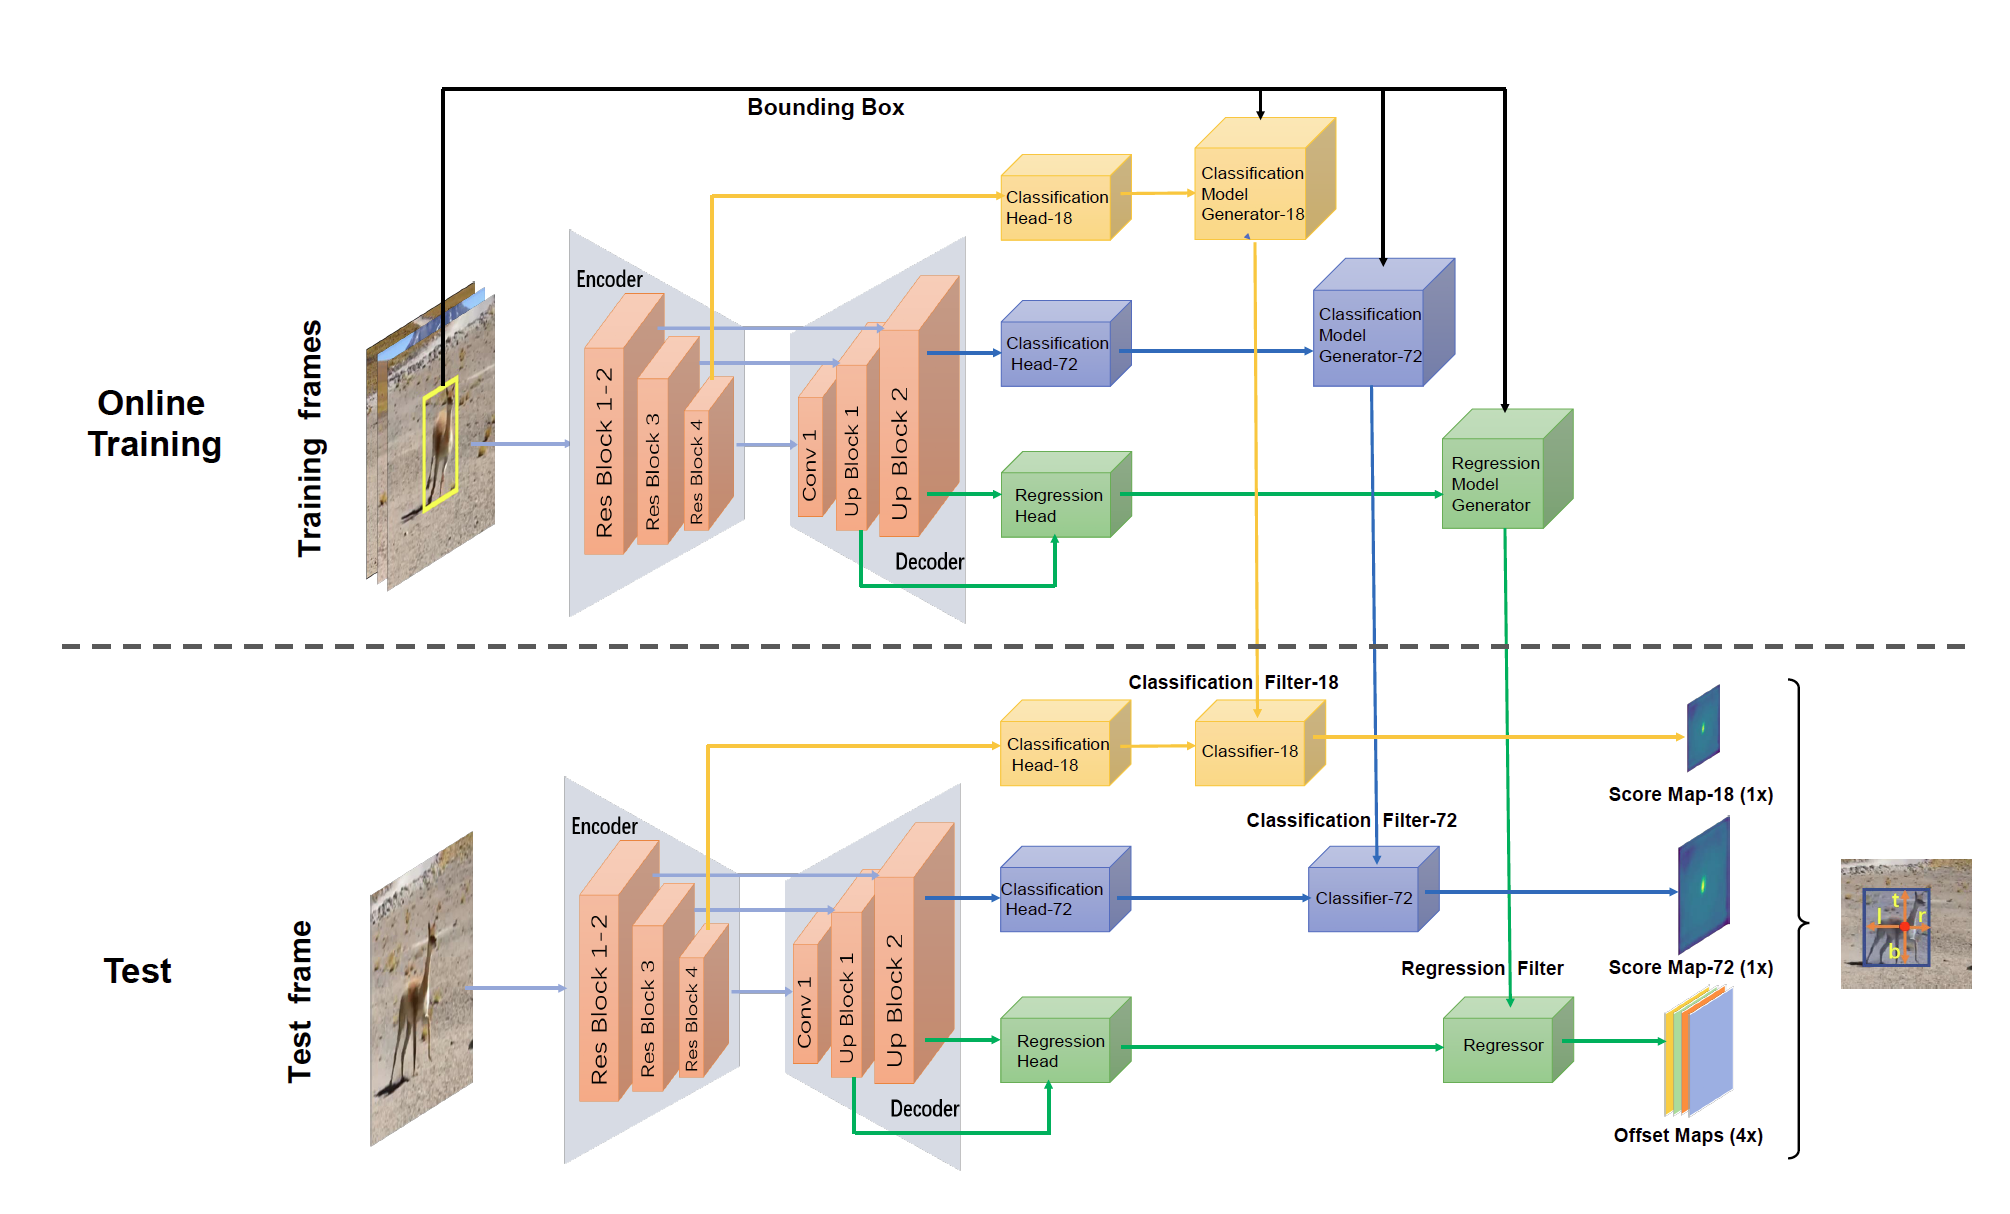 Bounding Box
Classification
Head-18
Classification
Model
Generator-18
Encoder
Res Block 1-2
Res Block 3
Res Block 4
Conv 1
Up Block 1
Up Block 2
Decoder
Classification
Head-72
Classification
Model
Generator-72
Regression
Head
Regression
Model
Generator
Online
Training
Training frames
Classification Filter-18
Classification
Head-18
Classifier-18
Score Map-18 (1x)
Encoder
Res Block 1-2
Res Block 3
Res Block 4
Conv 1
Up Block 1
Up Block 2
Decoder
Classification Filter-72
Classification
Head-72
Classifier-72
Score Map-72 (1x)
Regression Filter
Regression
Head
Regressor
Offset Maps (4x)
Test
Test frame
t
l
r
b